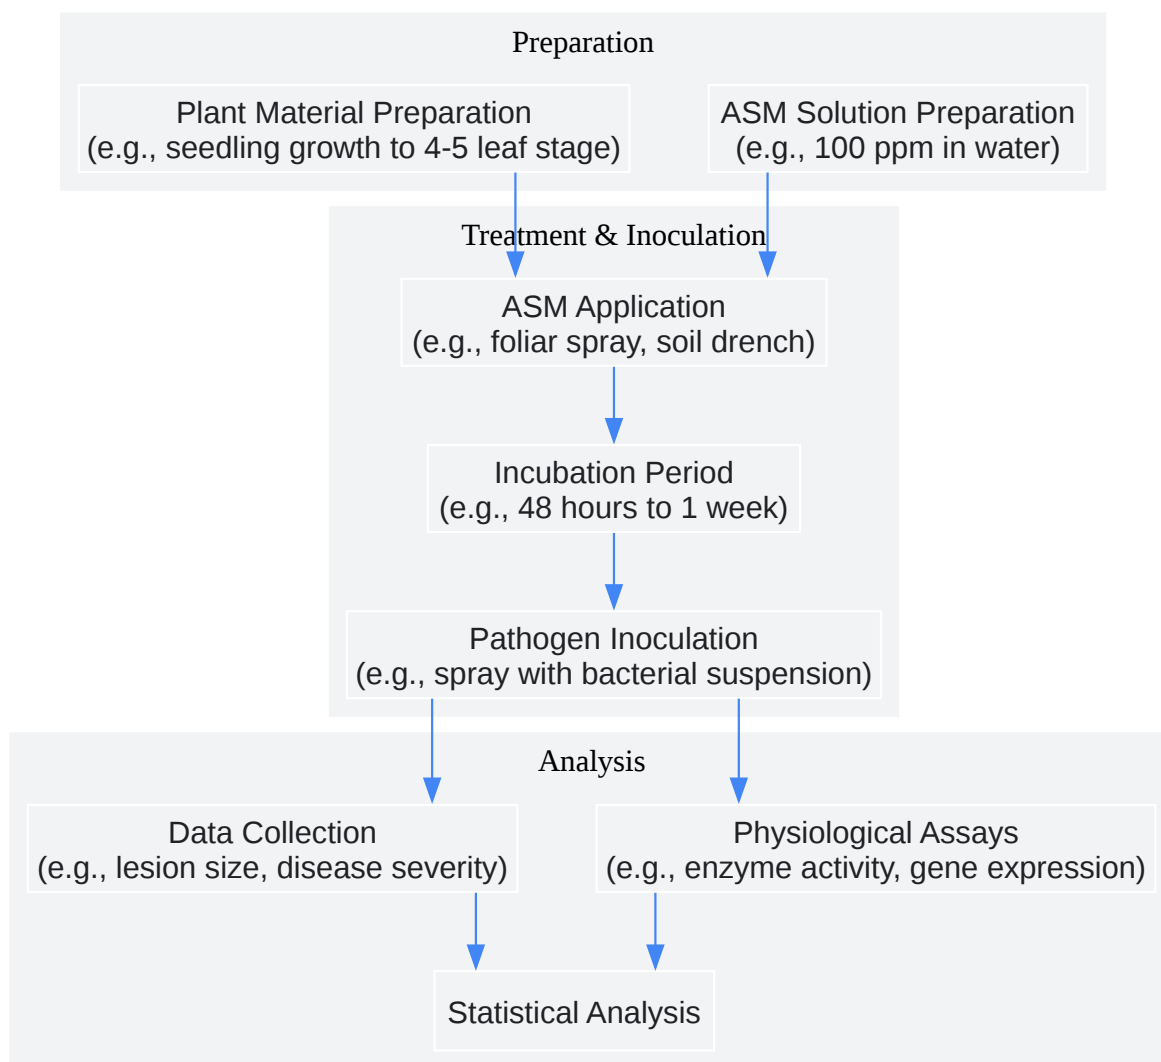 Preparation
Plant Material Preparation
(e.g., seedling growth to 4-5 leaf stage)
ASM Solution Preparation
(e.g., 100 ppm in water)
Treatment & Inoculation
ASM Application
(e.g., foliar spray, soil drench)
Incubation Period
(e.g., 48 hours to 1 week)
Pathogen Inoculation
(e.g., spray with bacterial suspension)
Analysis
Data Collection
(e.g., lesion size, disease severity)
Physiological Assays
(e.g., enzyme activity, gene expression)
Statistical Analysis